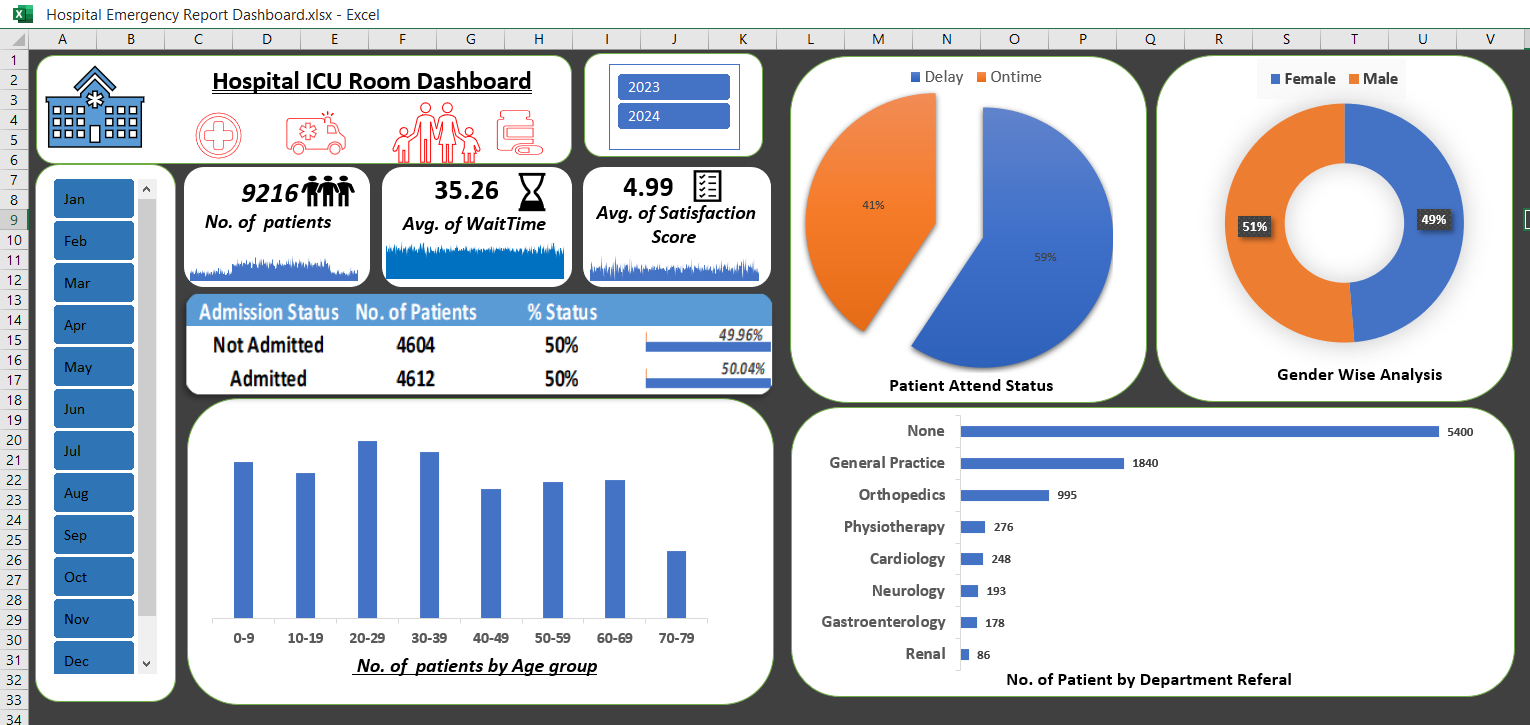 Hospital Emergency Report Dashboard.xlsx - Excel
A B C D E F G H I J K L M N O P Q R S T U V
1
2
3
4
5
6
7
8
9
10
11
12
13
14
15
16
17
18
19
20
21
22
23
24
25
26
27
28
29
30
31
32
33
34
Hospital ICU Room Dashboard
2023
2024
Jan
Feb
Mar
Apr
May
Jun
Jul
Aug
Sep
Oct
Nov
Dec
9216
No. of patients
35.26
Avg. of WaitTime
4.99
Avg. of Satisfaction
Score
Admission Status No. of Patients % Status
Not Admitted 4604 50% 49.96%
Admitted 4612 50% 50.04%
0-9 10-19 20-29 30-39 40-49 50-59 60-69 70-79
No. of patients by Age group
Delay Ontime
41%
59%
Patient Attend Status
Female Male
51%
49%
Gender Wise Analysis
None 5400
General Practice 1840
Orthopedics 995
Physiotherapy 276
Cardiology 248
Neurology 193
Gastroenterology 178
Renal 86
No. of Patient by Department Referal